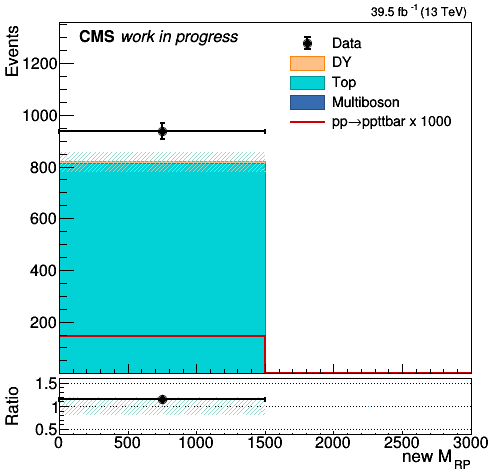 39.5 fb⁻¹ (13 TeV)
CMS work in progress
Events
Data
DY
Top
Multiboson
pp→ppttbar x 1000
1200
1000
800
600
400
200
Ratio
1.5
1
0.5
0 500 1000 1500 2000 2500 3000
new M_RP